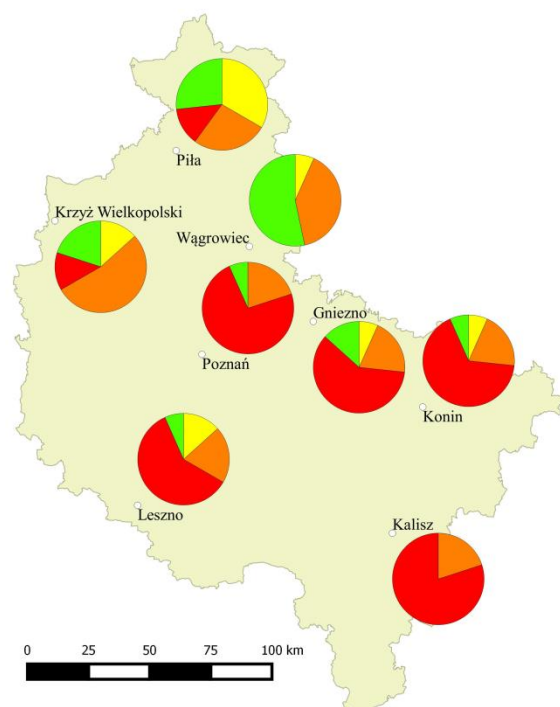 Piła
Krzyż Wielkopolski
Wągrowiec
Gniezno
Poznań
Konin
Leszno
Kalisz
0 25 50 75 100 km